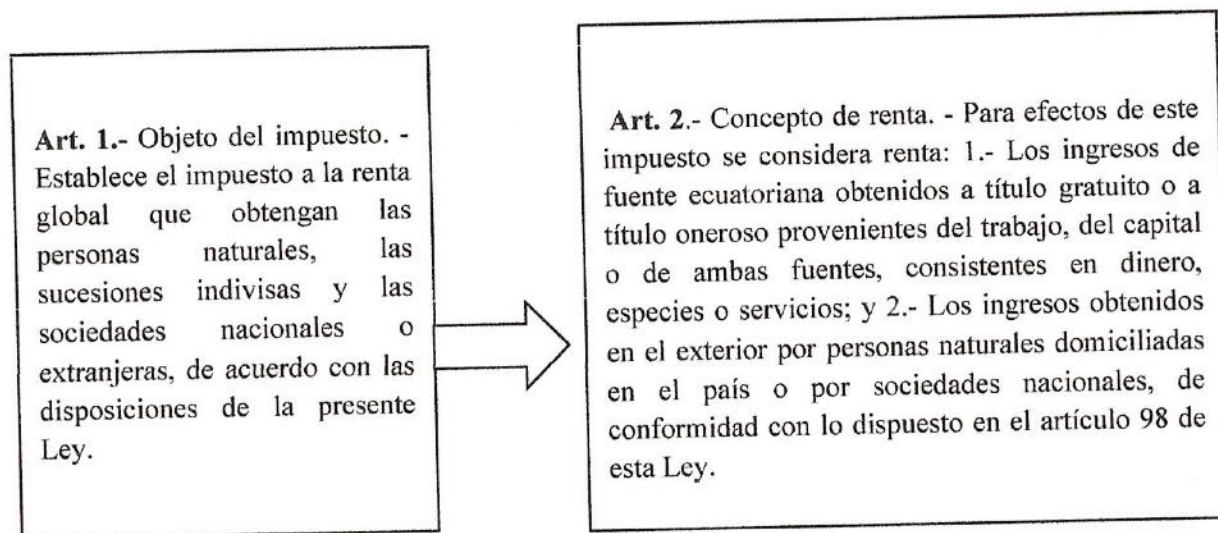 Art. 1.- Objeto del impuesto. -
Establece el impuesto a la renta
global que obtengan las
personas naturales, las
sucesiones indivisas y las
sociedades nacionales o
extranjeras, de acuerdo con las
disposiciones de la presente
Ley.
Art. 2.- Concepto de renta. - Para efectos de este
impuesto se considera renta: 1.- Los ingresos de
fuente ecuatoriana obtenidos a título gratuito o a
título oneroso provenientes del trabajo, del capital
o de ambas fuentes, consistentes en dinero,
especies o servicios; y 2.- Los ingresos obtenidos
en el exterior por personas naturales domiciliadas
en el país o por sociedades nacionales, de
conformidad con lo dispuesto en el artículo 98 de
esta Ley.